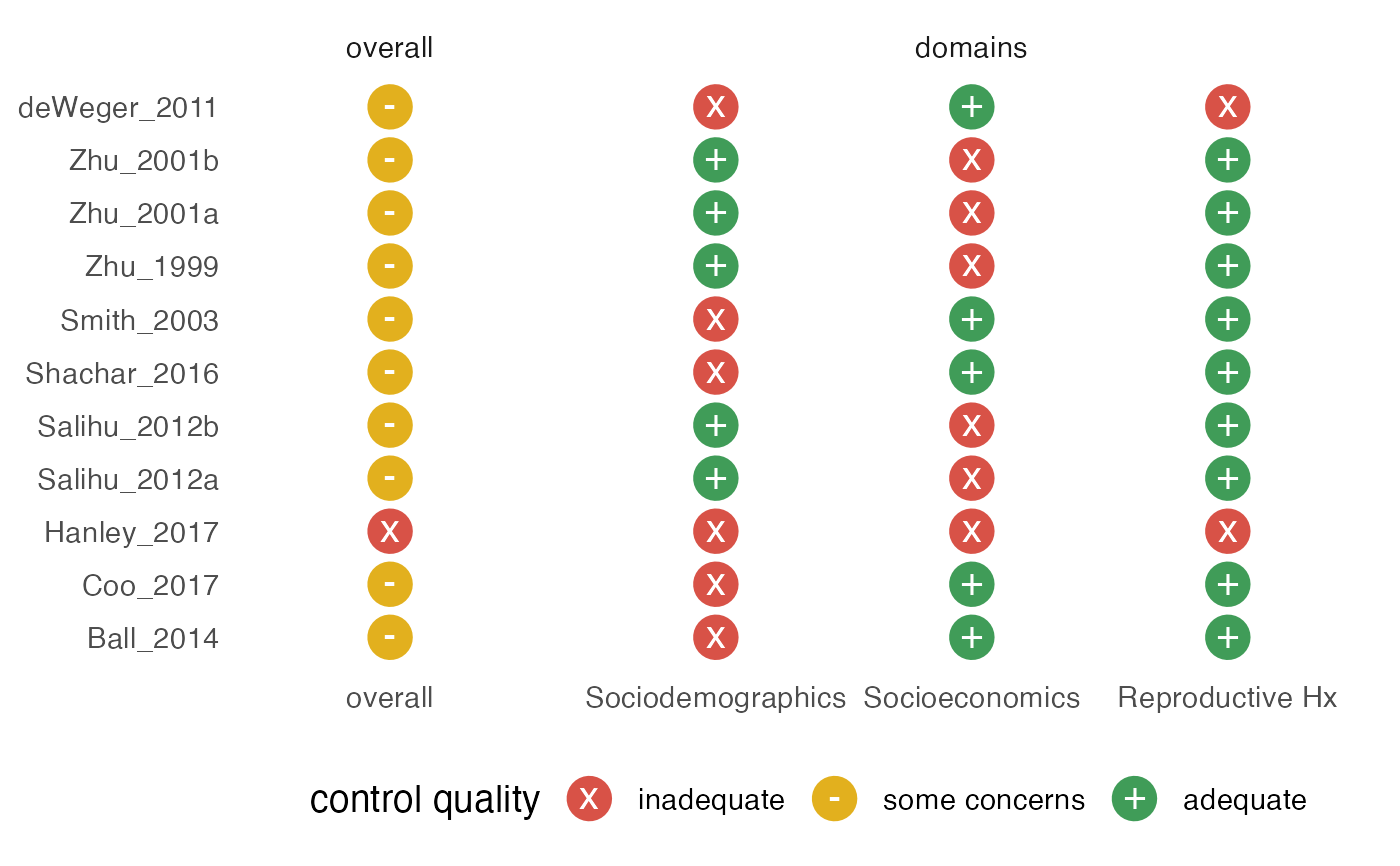 overall domains
deWeger_2011 - x + x
Zhu_2001b - + x +
Zhu_2001a - + x +
Zhu_1999 - + x +
Smith_2003 - x + +
Shachar_2016 - x + +
Salihu_2012b - + x +
Salihu_2012a - + x +
Hanley_2017 x x x x
Coo_2017 - x + +
Ball_2014 - x + +
overall Sociodemographics Socioeconomics Reproductive Hx
control quality x inadequate - some concerns + adequate